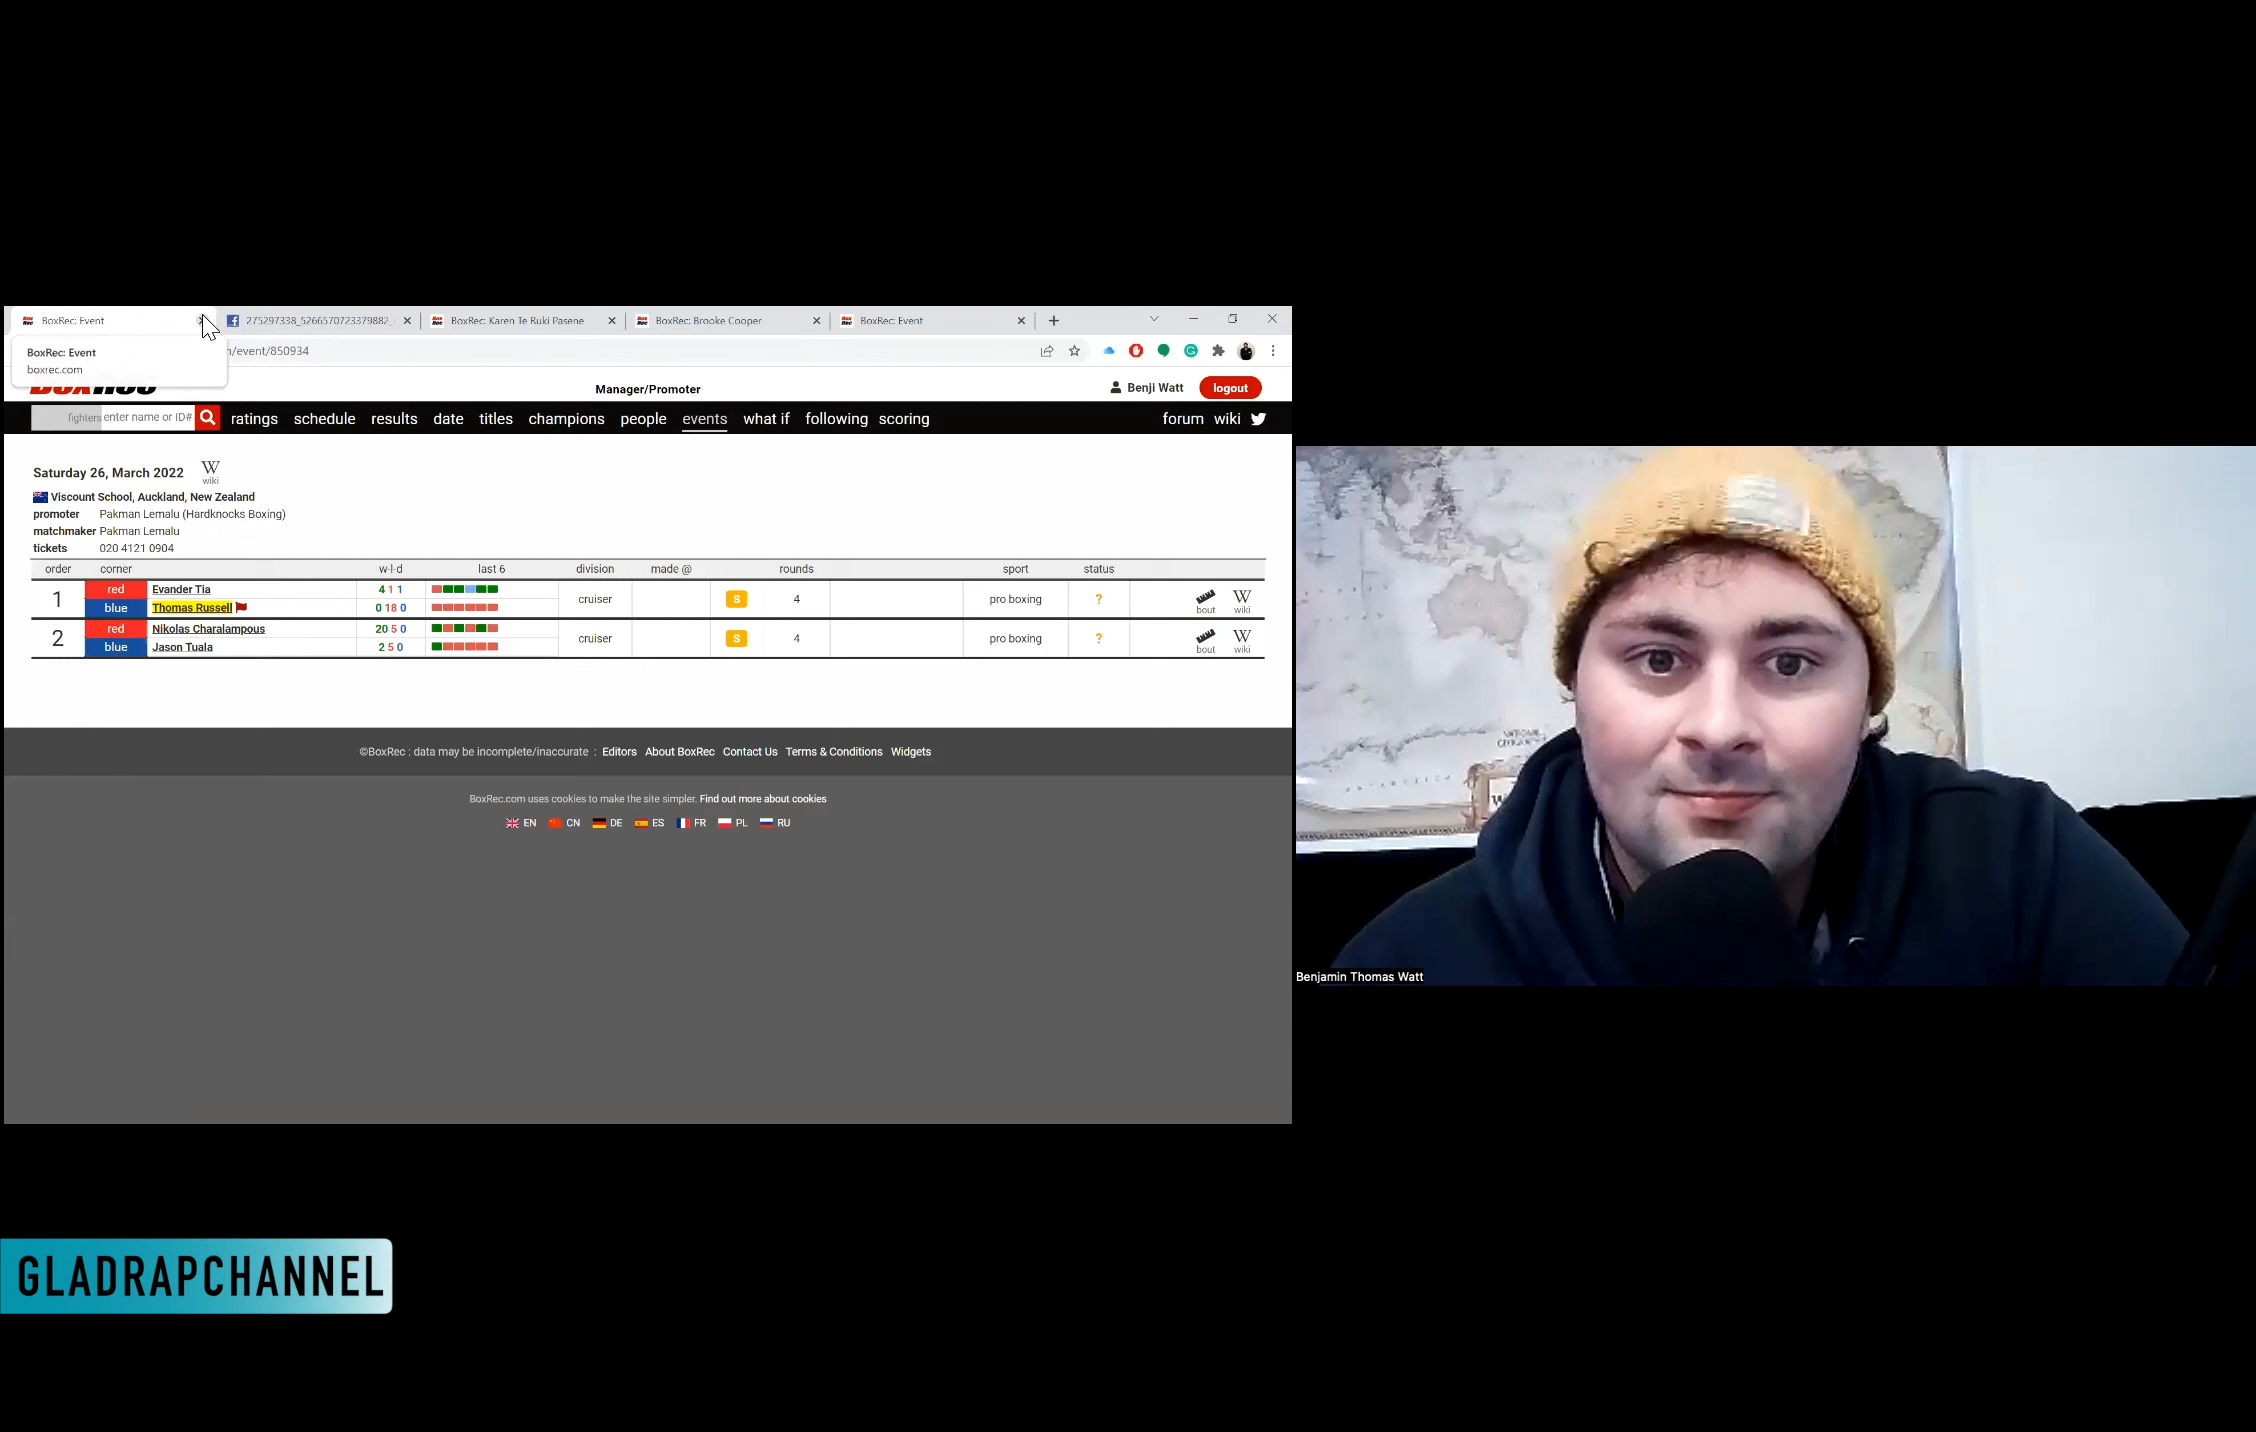 BoxRec: Event
275297338_5266570723379882_
BoxRec: Karen Te Ruki Pasene
BoxRec: Brooke Cooper
BoxRec: Event
BoxRec: Event
boxrec.com
/event/850934
Manager/Promoter
Benji Watt
logout
fighters enter name or ID#
ratings schedule results date titles champions people events what if following scoring
forum wiki
Saturday 26, March 2022
W
wiki
Viscount School, Auckland, New Zealand
promoter Pakman Lemalu (Hardknocks Boxing)
matchmaker Pakman Lemalu
tickets 020 4121 0904
order corner w-l-d last 6 division made @ rounds sport status
1 red Evander Tia 4 1 1 cruiser S 4 pro boxing ? bout W wiki
blue Thomas Russell 0 18 0
2 red Nikolas Charalampous 20 5 0 cruiser S 4 pro boxing ? bout W wiki
blue Jason Tuala 2 5 0
©BoxRec : data may be incomplete/inaccurate : Editors About BoxRec Contact Us Terms & Conditions Widgets
BoxRec.com uses cookies to make the site simpler. Find out more about cookies
EN CN DE ES FR PL RU
NATIONAL
Benjamin Thomas Watt
GLADRAPCHANNEL